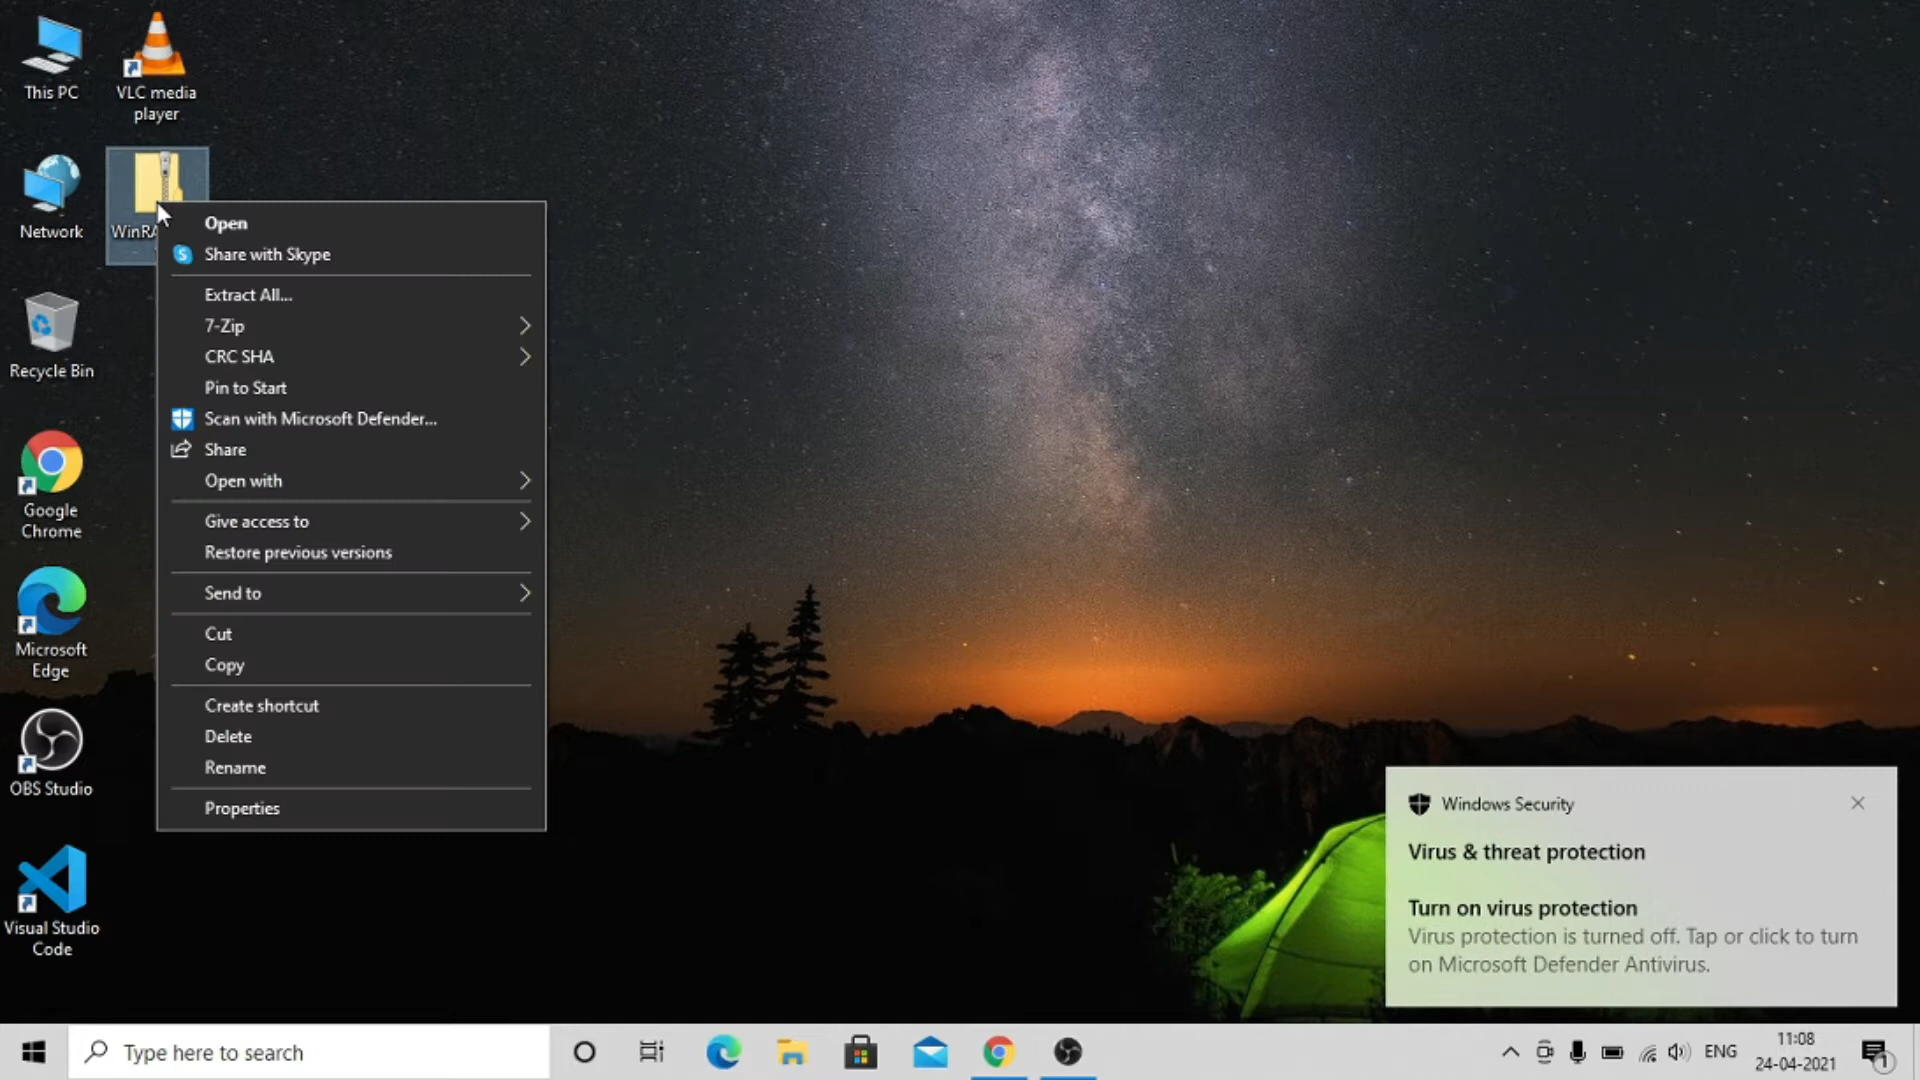 This PC
VLC media
player
Network
WinRA
Recycle Bin
Google
Chrome
Microsoft
Edge
OBS Studio
Visual Studio
Code
Open
Share with Skype
Extract All...
7-Zip
CRC SHA
Pin to Start
Scan with Microsoft Defender...
Share
Open with
Give access to
Restore previous versions
Send to
Cut
Copy
Create shortcut
Delete
Rename
Properties
Windows Security
Virus & threat protection
Turn on virus protection
Virus protection is turned off. Tap or click to turn
on Microsoft Defender Antivirus.
Type here to search
ENG
11:08
24-04-2021
1